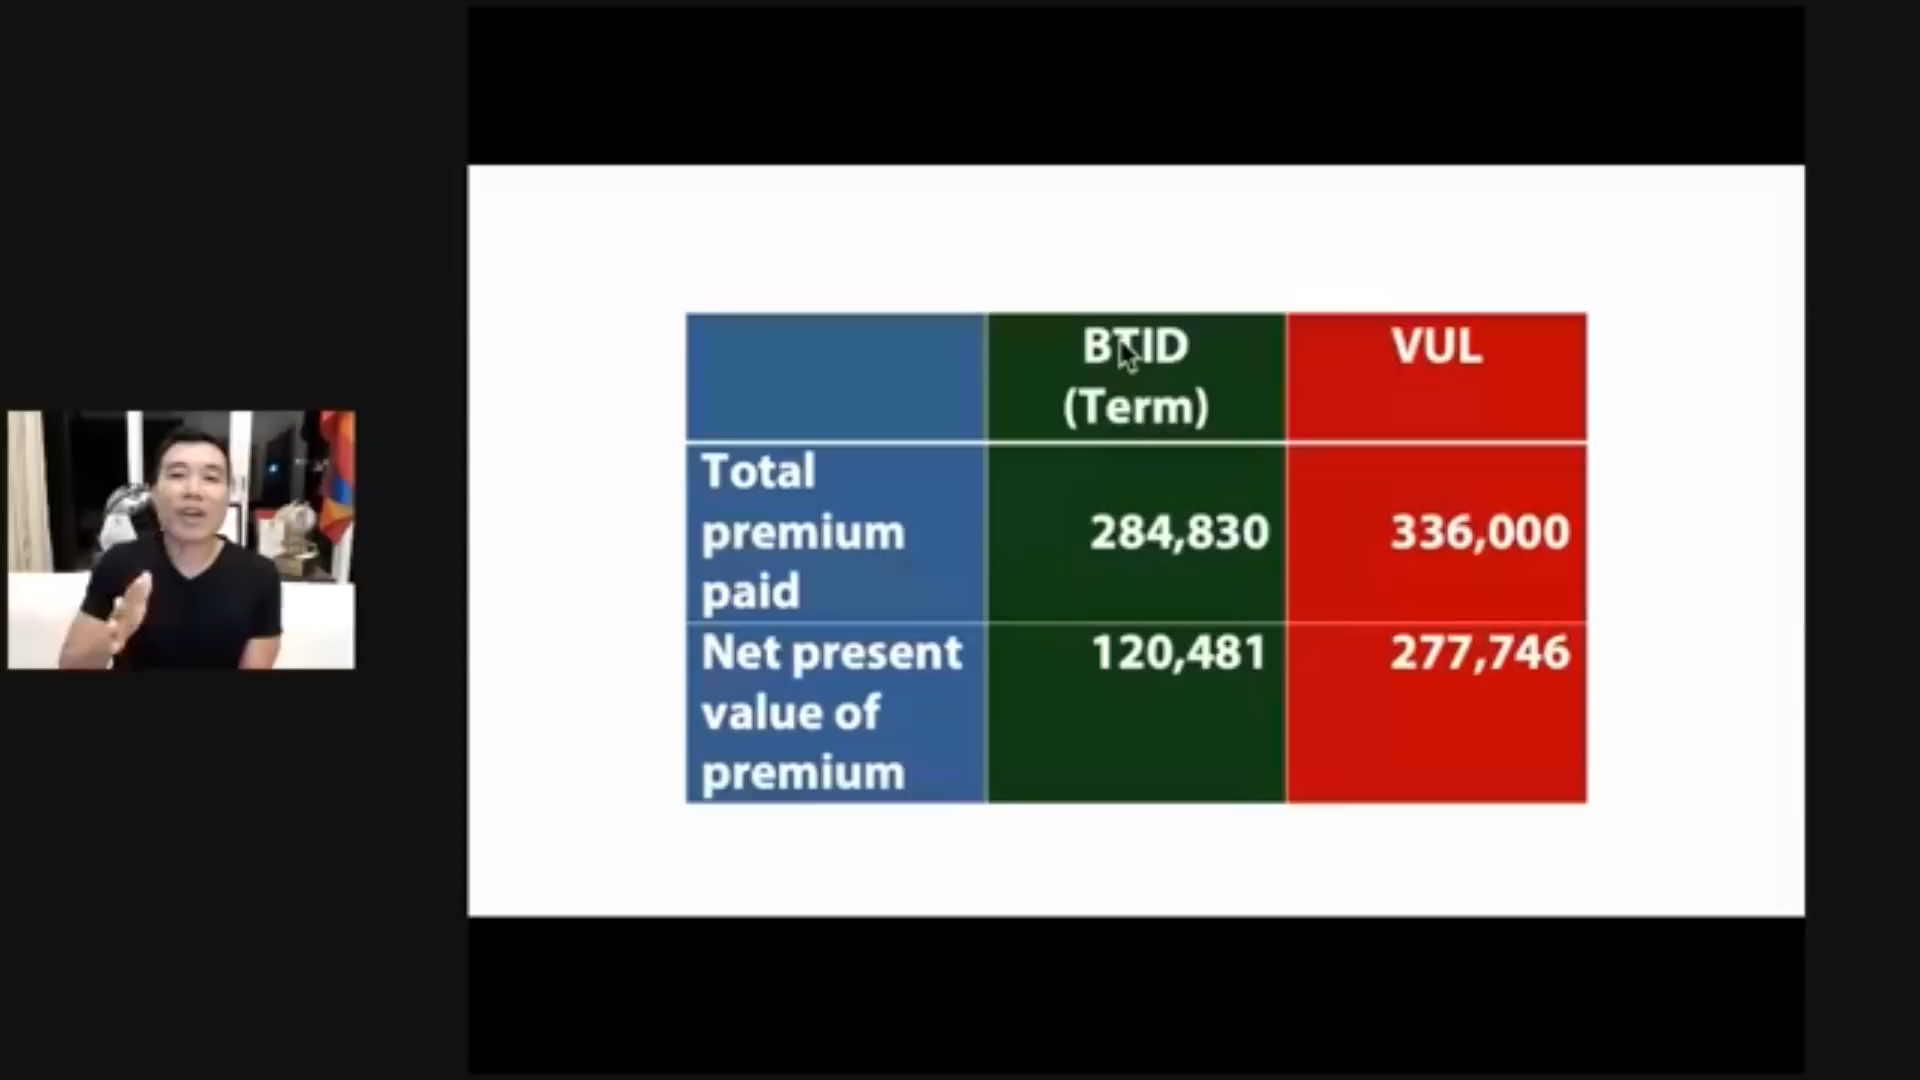 BTID
(Term)
VUL
Total
premium
paid
284,830
336,000
Net present
value of
premium
120,481
277,746